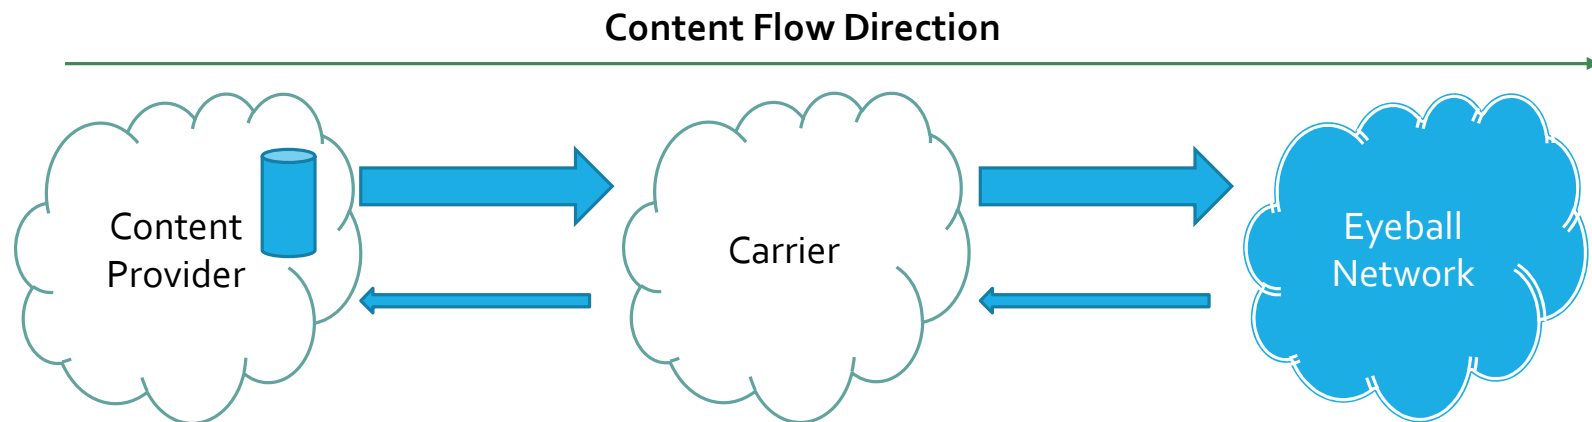 Content Flow Direction
Content
Provider
Carrier
Eyeball
Network